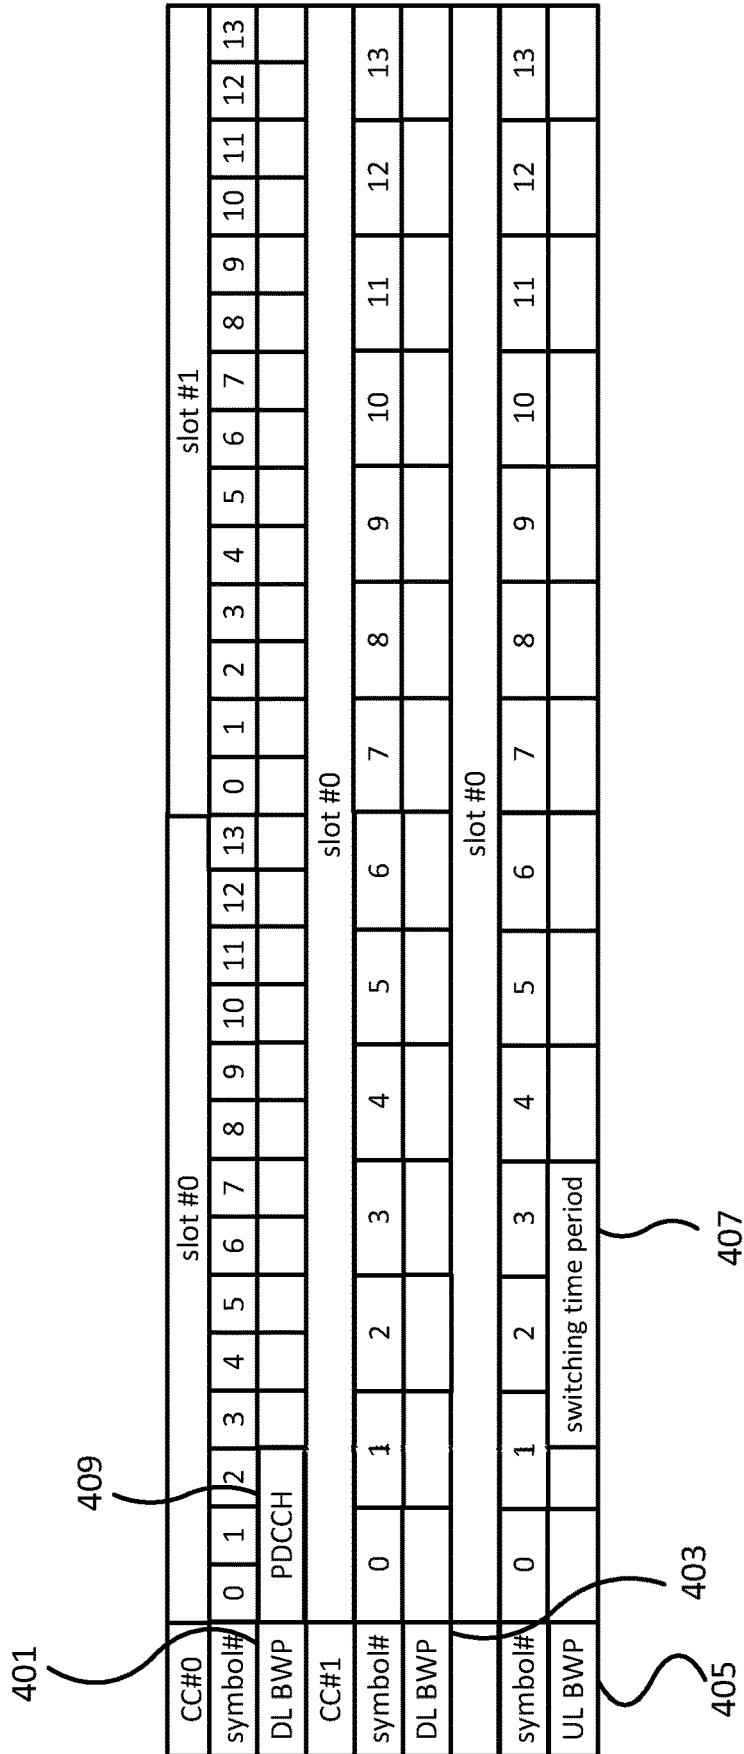 CC#0 slot #0 slot #1
symbol# 0 1 2 3 4 5 6 7 8 9 10 11 12 13 0 1 2 3 4 5 6 7 8 9 10 11 12 13
DL BWP PDCCH
CC#1 slot #0
symbol# 0 1 2 3 4 5 6 7 8 9 10 11 12 13
DL BWP
slot #0
symbol# 0 1 2 3 4 5 6 7 8 9 10 11 12 13
UL BWP switching time period
401
409
403
405
407